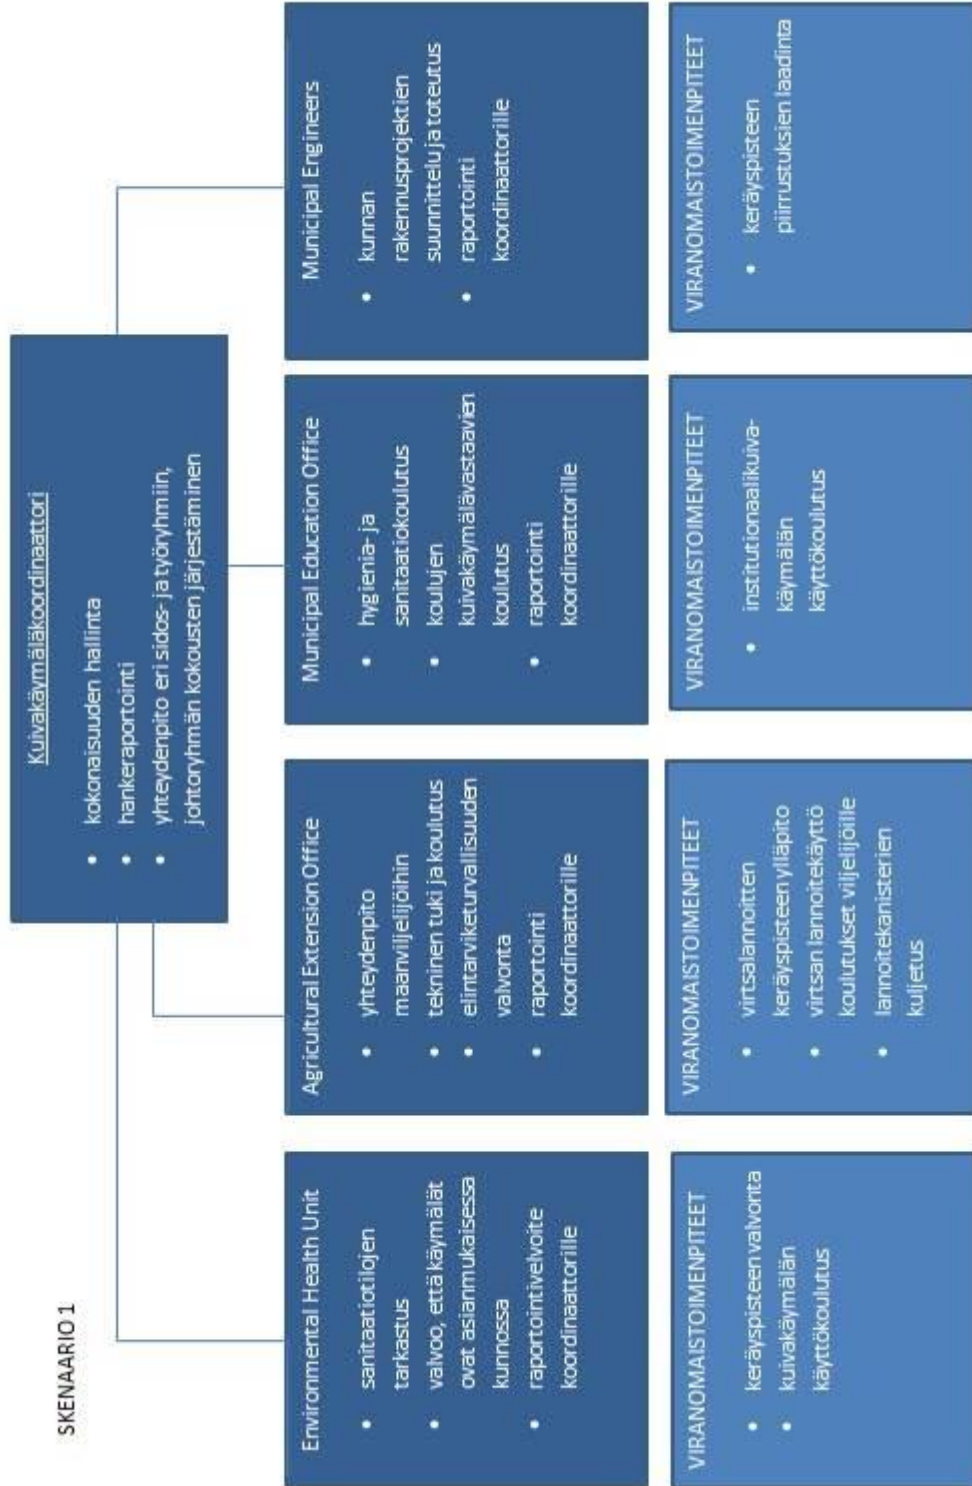 SKENAARIO 1
Kuivakäymäläkoordinaattori
• kokonaisuuden hallinta
• hankeraportointi
• yhteydenpito eri sidos- ja työryhmiin,
johtoryhmän kokousten järjestäminen
Environmental Health Unit
• sanitaatiotilojen
tarkastus
• valvoo, että käymälät
ovat asianmukaisessa
kunnossa
• raportointivelvoite
koordinaattorille
Agricultural Extension Office
• yhteydenpito
maanviljelijöihin
• tekninen tuki ja koulutus
• elintarviketurvallisuuden
valvonta
• raportointi
koordinaattorille
Municipal Education Office
• hygienia- ja
sanitaatiokoulutus
• koulujen
kuivakäymälävastaavien
koulutus
• raportointi
koordinaattorille
Municipal Engineers
• kunnan
rakennusprojektien
suunnittelu ja toteutus
• raportointi
koordinaattorille
VIRANOMAISTOIMENPITEET
• keräyspisteen valvonta
• kuivakäymälän
käyttökoulutus
VIRANOMAISTOIMENPITEET
• virtsalannoitten
keräyspisteen ylläpito
• virtsan lannoitekäyttö
koulutukset viljelijöille
• lannoitekanisterien
kuljetus
VIRANOMAISTOIMENPITEET
• institutionaalikuiva-
käymälän
käyttökoulutus
VIRANOMAISTOIMENPITEET
• keräyspisteen
piirrustuksien laadinta